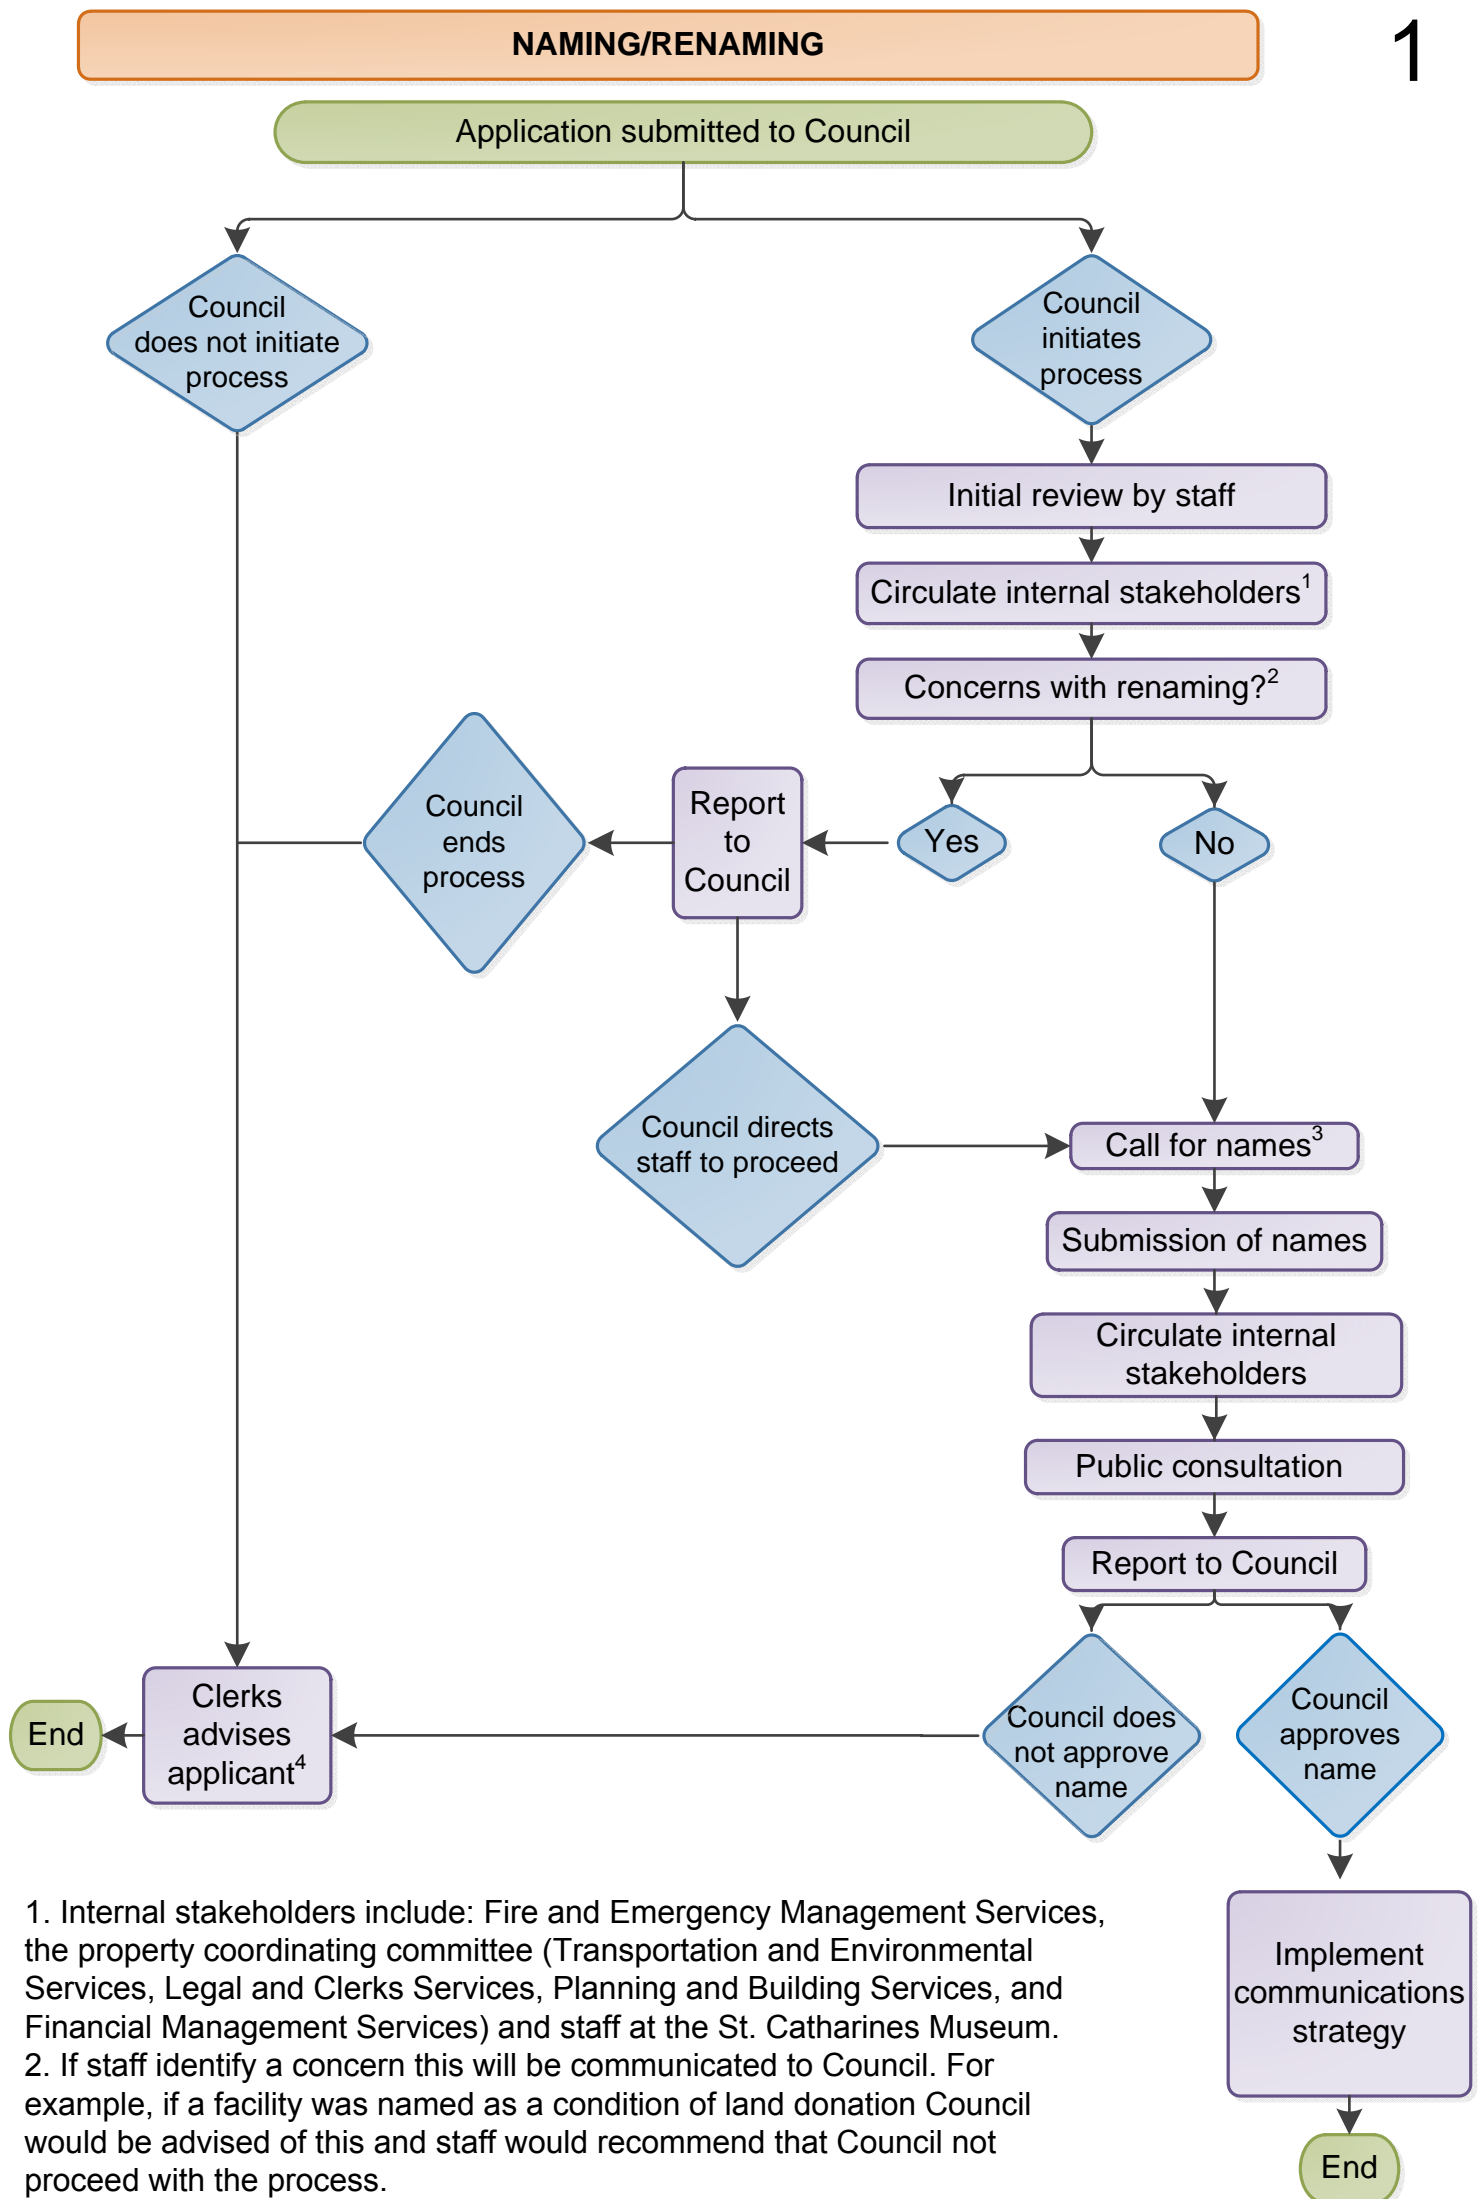 NAMING/RENAMING
1
Application submitted to Council
Council
does not initiate
process
Council
initiates
process
Initial review by staff
Circulate internal stakeholders1
Concerns with renaming?2
Council
ends
process
Report
to
Council
Yes
No
Council directs
staff to proceed
Call for names3
Submission of names
Circulate internal
stakeholders
Public consultation
Report to Council
End
Clerks
advises
applicant4
Council does
not approve
name
Council
approves
name
1. Internal stakeholders include: Fire and Emergency Management Services,
the property coordinating committee (Transportation and Environmental
Services, Legal and Clerks Services, Planning and Building Services, and
Financial Management Services) and staff at the St. Catharines Museum.
2. If staff identify a concern this will be communicated to Council. For
example, if a facility was named as a condition of land donation Council
would be advised of this and staff would recommend that Council not
proceed with the process.
Implement
communications
strategy
End